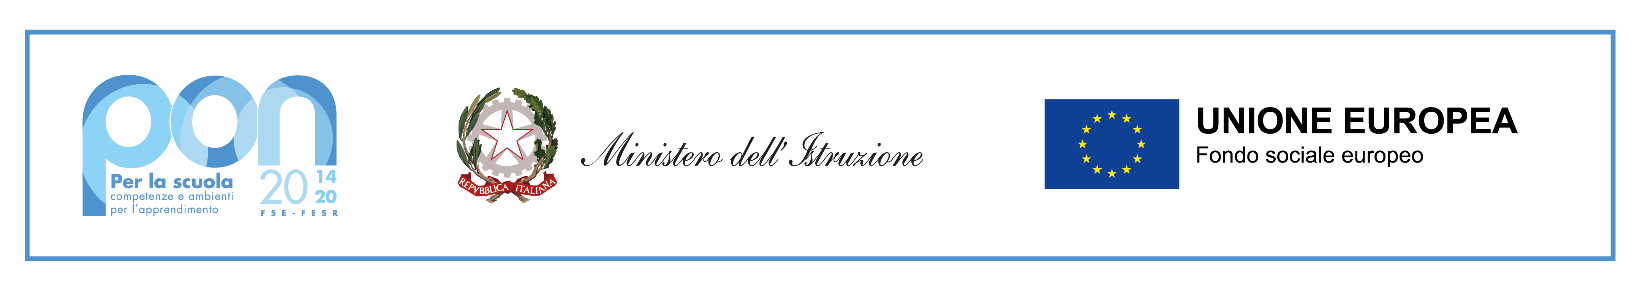 pon
Per la scuola
competenze e ambienti
per l'apprendimento
20 14
20
FSE-FESR
REPVBBLICA ITALIANA
Ministero dell'Istruzione
UNIONE EUROPEA
Fondo sociale europeo